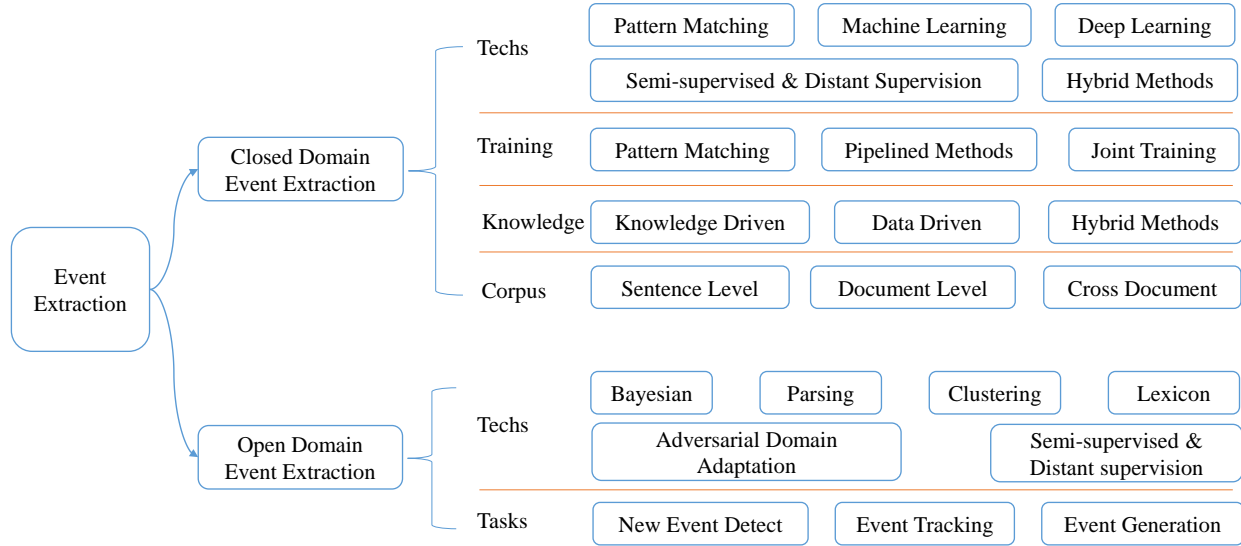 Event
Extraction
Closed Domain
Event Extraction
Techs
Pattern Matching
Machine Learning
Deep Learning
Semi-supervised & Distant Supervision
Hybrid Methods
Training
Pattern Matching
Pipelined Methods
Joint Training
Knowledge
Knowledge Driven
Data Driven
Hybrid Methods
Corpus
Sentence Level
Document Level
Cross Document
Open Domain
Event Extraction
Techs
Bayesian
Parsing
Clustering
Lexicon
Adversarial Domain
Adaptation
Semi-supervised &
Distant supervision
Tasks
New Event Detect
Event Tracking
Event Generation